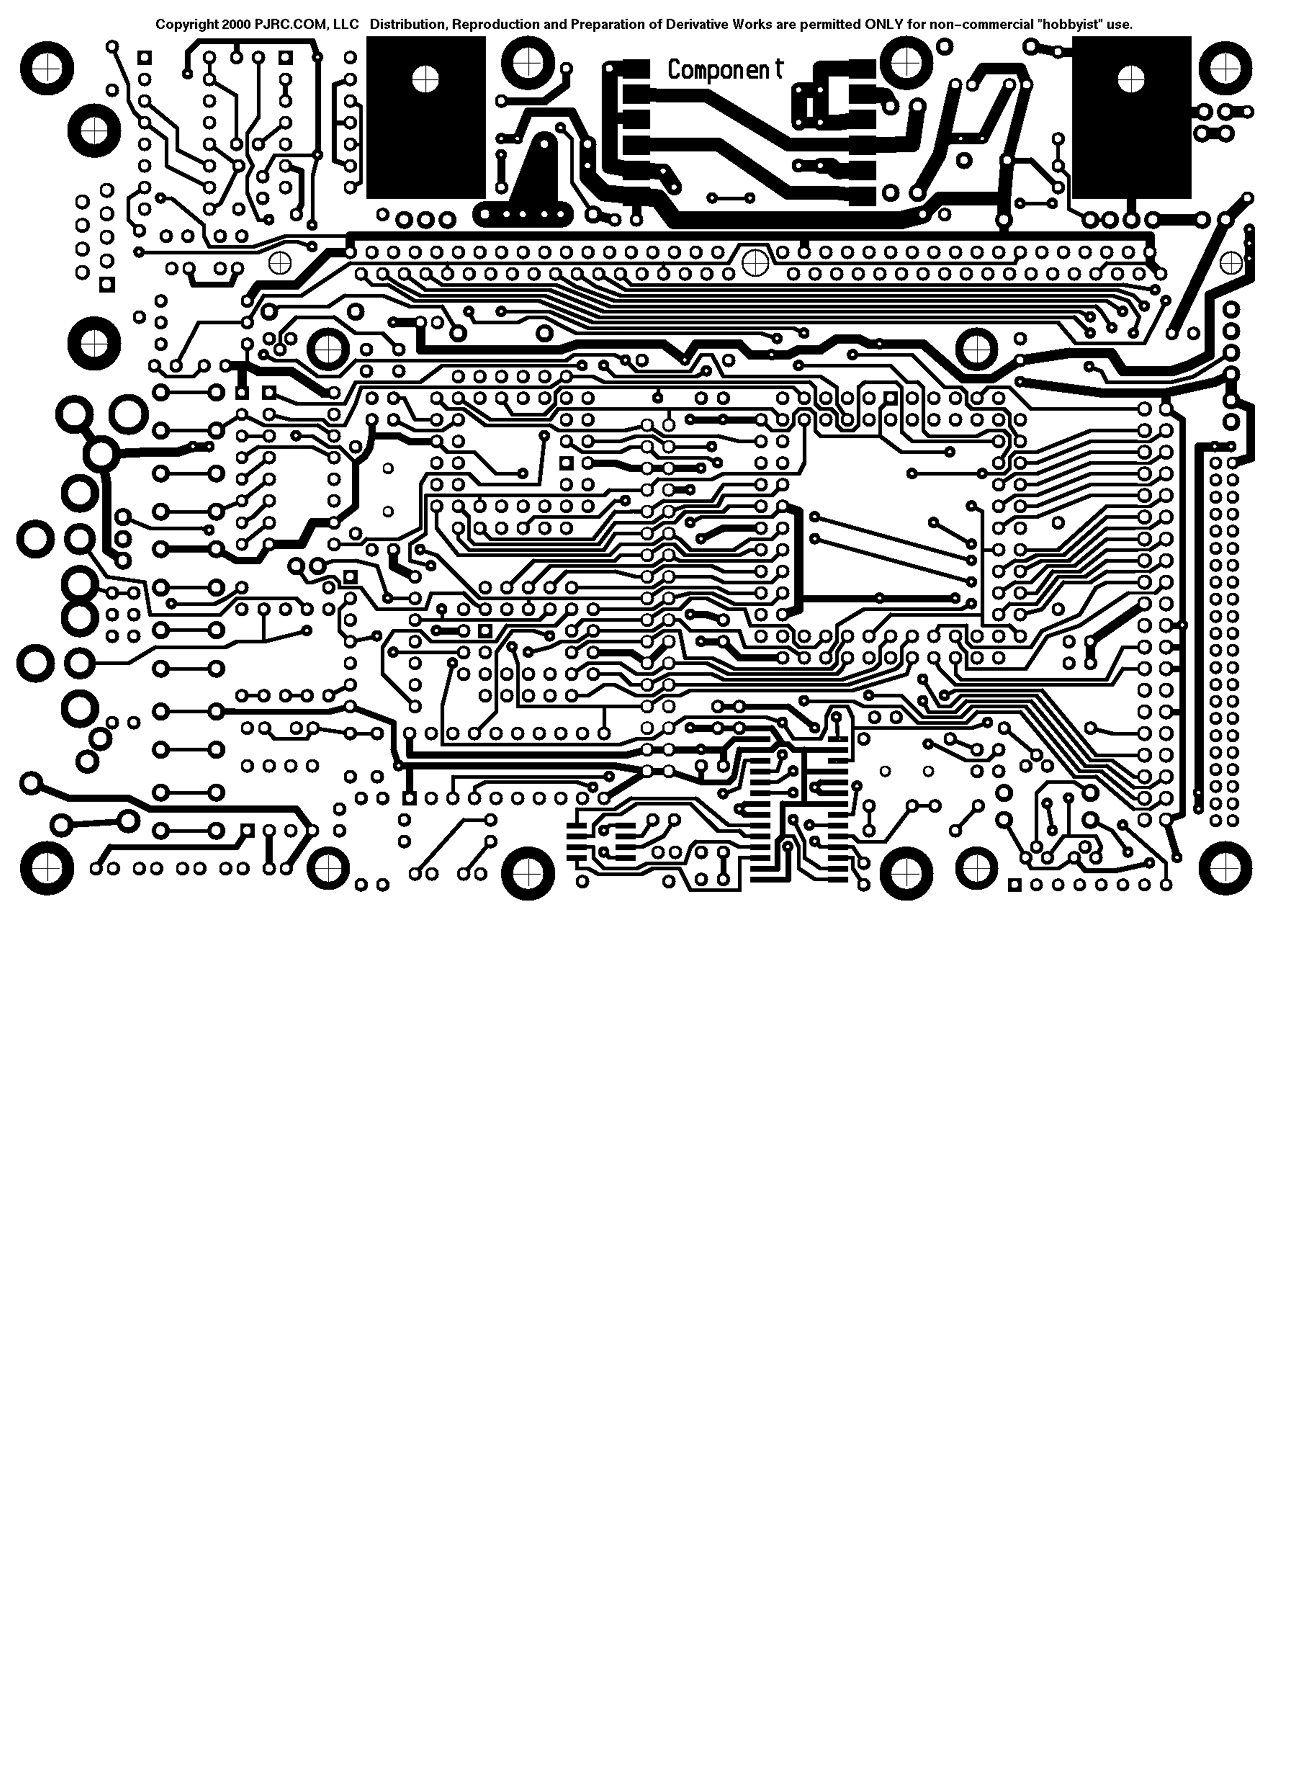 Copyright 2000 PJRC.COM, LLC   Distribution, Reproduction and Preparation of Derivative Works are permitted ONLY for non-commercial "hobbyist" use.
Component